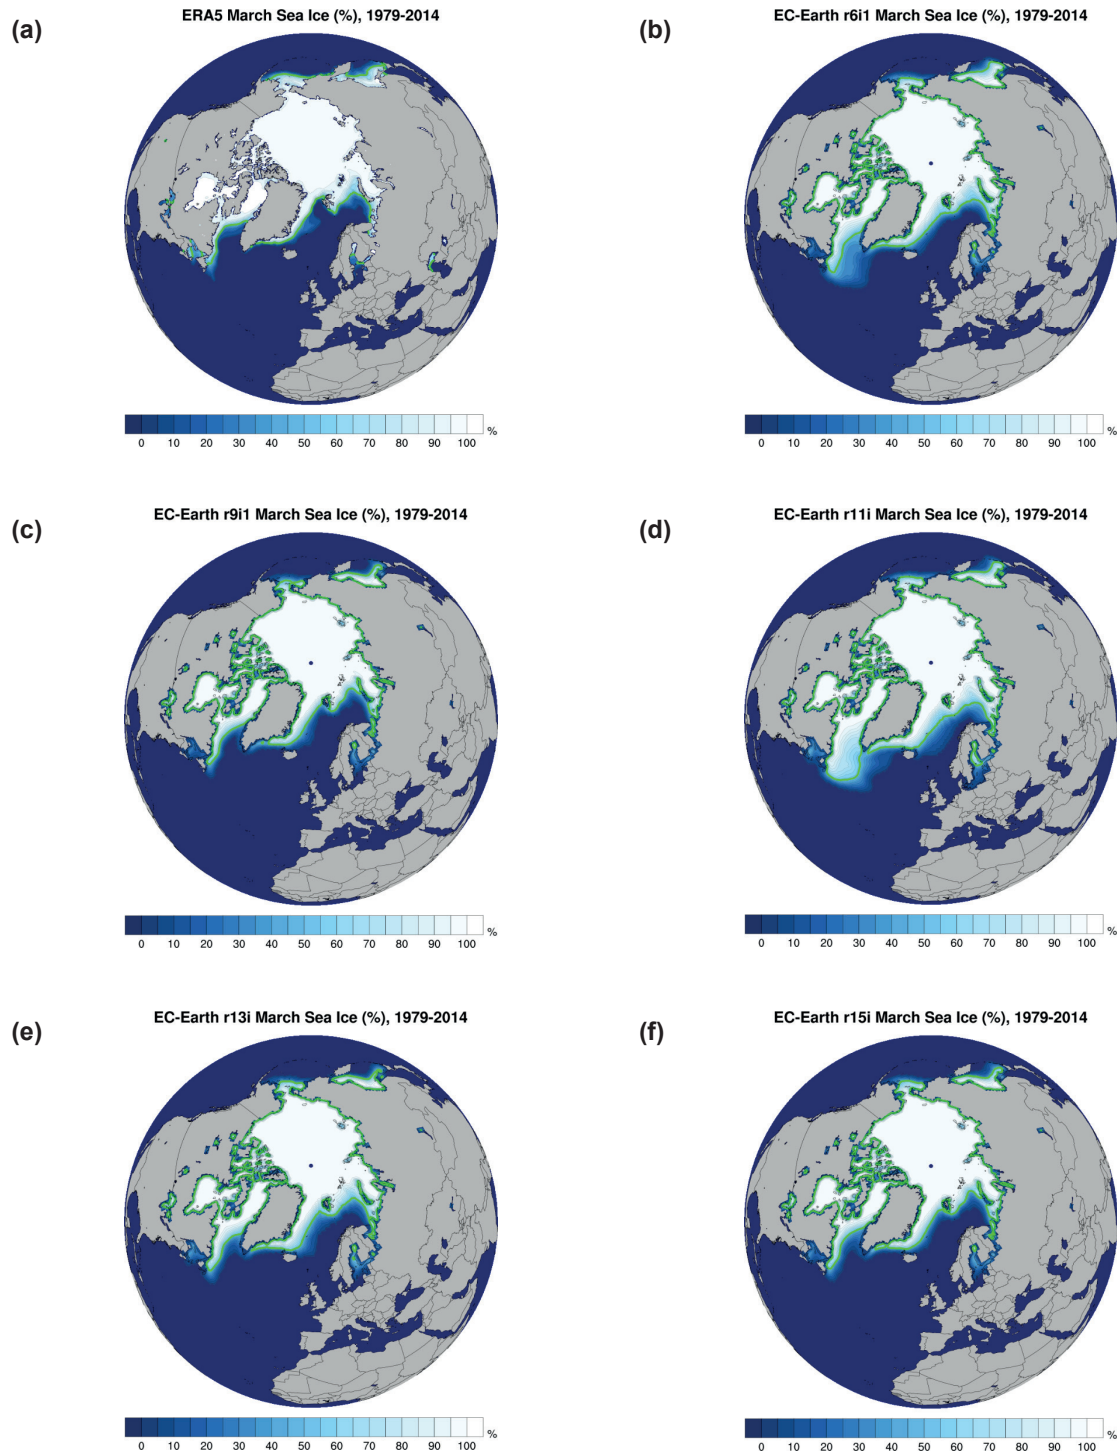 (a)
ERA5 March Sea Ice (%), 1979-2014
0 10 20 30 40 50 60 70 80 90 100 %
(b)
EC-Earth r6i1 March Sea Ice (%), 1979-2014
0 10 20 30 40 50 60 70 80 90 100 %
(c)
EC-Earth r9i1 March Sea Ice (%), 1979-2014
0 10 20 30 40 50 60 70 80 90 100 %
(d)
EC-Earth r11i March Sea Ice (%), 1979-2014
0 10 20 30 40 50 60 70 80 90 100 %
(e)
EC-Earth r13i March Sea Ice (%), 1979-2014
0 10 20 30 40 50 60 70 80 90 100 %
(f)
EC-Earth r15i March Sea Ice (%), 1979-2014
0 10 20 30 40 50 60 70 80 90 100 %